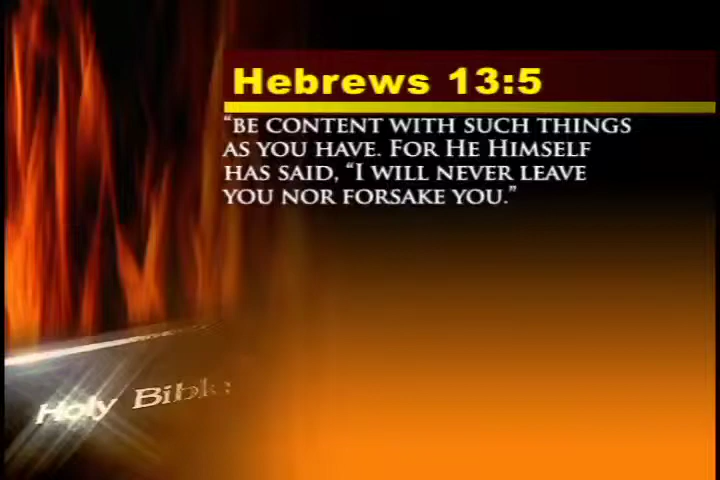 Hebrews 13:5
“BE CONTENT WITH SUCH THINGS
AS YOU HAVE. FOR HE HIMSELF
HAS SAID, “I WILL NEVER LEAVE
YOU NOR FORSAKE YOU.”
Holy Bible